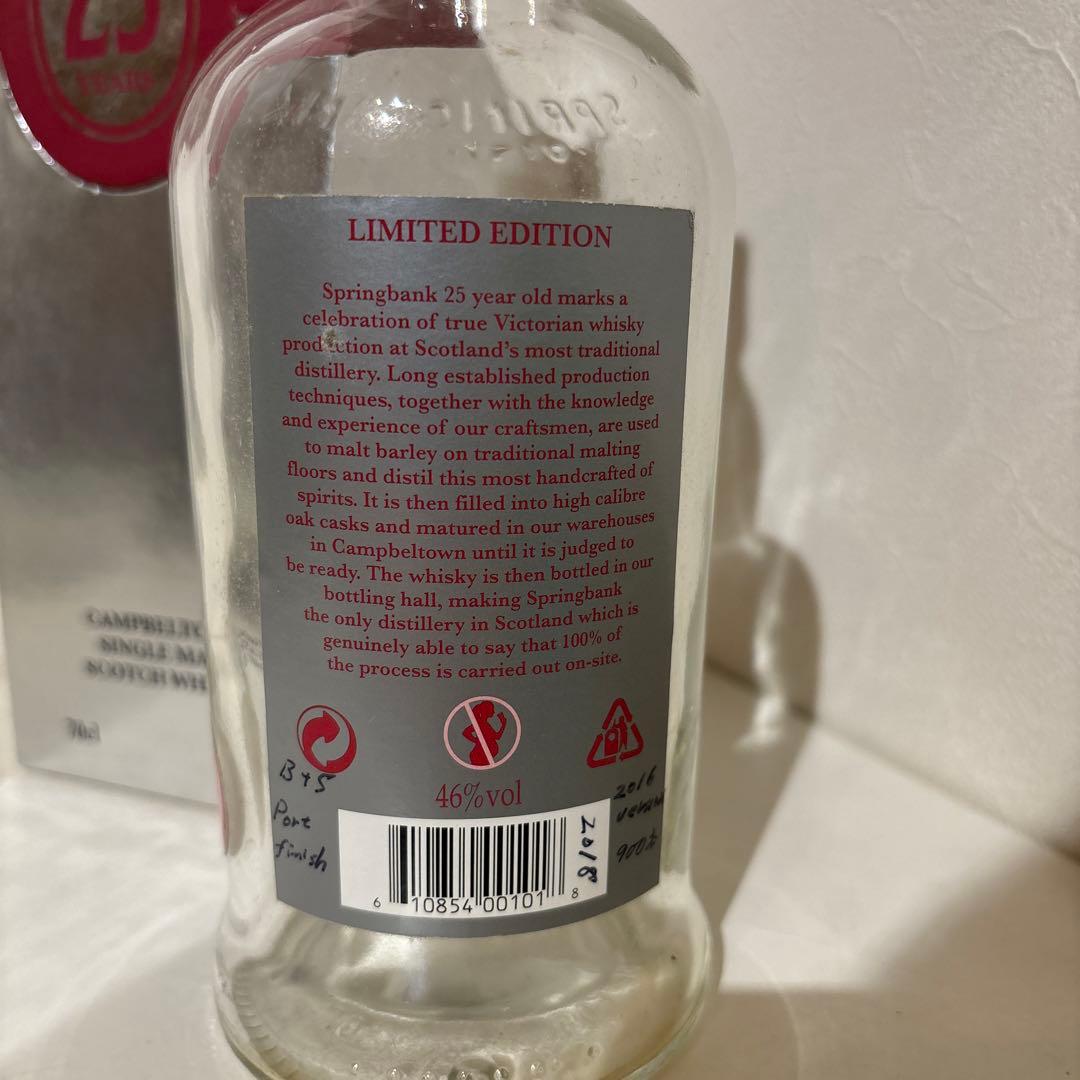 25
YEARS
SPRINGBANK
LIMITED EDITION
Springbank 25 year old marks a
celebration of true Victorian whisky
production at Scotland's most traditional
distillery. Long established production
techniques, together with the knowledge
and experience of our craftsmen, are used
to malt barley on traditional malting
floors and distil this most handcrafted of
spirits. It is then filled into high calibre
oak casks and matured in our warehouses
in Campbeltown until it is judged to
be ready. The whisky is then bottled in our
bottling hall, making Springbank
the only distillery in Scotland which is
genuinely able to say that 100% of
the process is carried out on-site.
CAMPBELTO
SINGLE MA
SCOTCH WH
70cl
46%vol
B+S
Port
finish
2016
900
2018
6 10854 00101 8